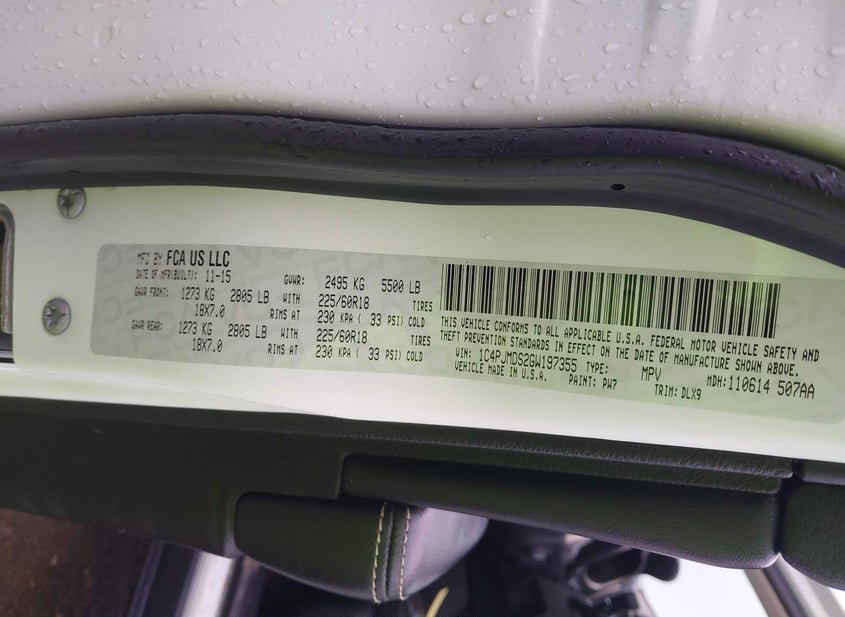 MFD BY FCA US LLC
DATE OF MFR(BUILT): 11-15 GVWR: 2495 KG 5500 LB
GAWR FRONT: 1273 KG 2805 LB WITH 225/60R18 TIRES
18X7.0 RIMS AT 230 KPA ( 33 PSI) COLD
GAWR REAR: 1273 KG 2805 LB WITH 225/60R18 TIRES
18X7.0 RIMS AT 230 KPA ( 33 PSI) COLD
THIS VEHICLE CONFORMS TO ALL APPLICABLE U.S.A. FEDERAL MOTOR VEHICLE SAFETY AND
THEFT PREVENTION STANDARDS IN EFFECT ON THE DATE OF MANUFACTURE SHOWN ABOVE.
VIN: 1C4PJMDS2GW197355 TYPE: MPV MDH: 110614 507AA
VEHICLE MADE IN U.S.A. PAINT: PW7 TRIM: DLX9